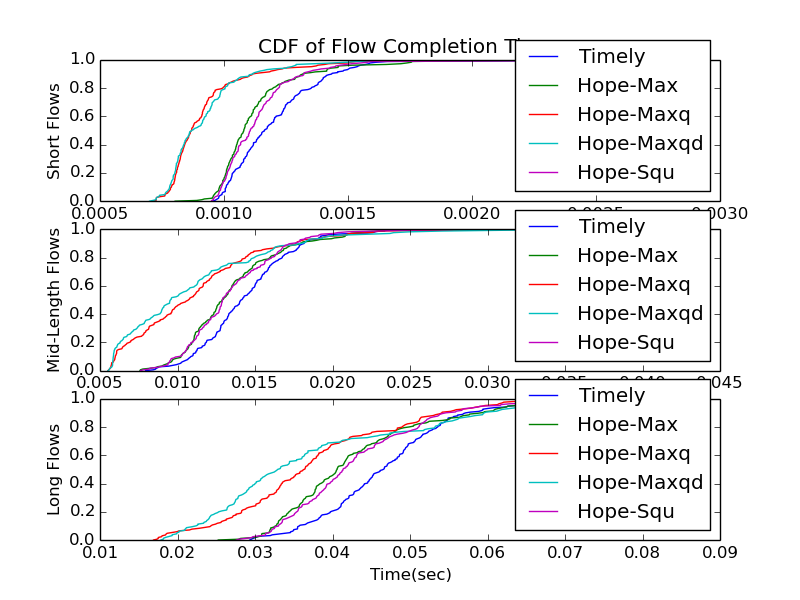 CDF of Flow Completion
Short Flows
1.0
0.8
0.6
0.4
0.2
0.0
0.0005 0.0010 0.0015 0.0020 0.0030
Timely
Hope-Max
Hope-Maxq
Hope-Maxqd
Hope-Squ
Mid-Length Flows
1.0
0.8
0.6
0.4
0.2
0.0
0.005 0.010 0.015 0.020 0.025 0.030 0.045
Timely
Hope-Max
Hope-Maxq
Hope-Maxqd
Hope-Squ
Long Flows
1.0
0.8
0.6
0.4
0.2
0.0
0.01 0.02 0.03 0.04 0.05 0.06 0.07 0.08 0.09
Timely
Hope-Max
Hope-Maxq
Hope-Maxqd
Hope-Squ
Time(sec)